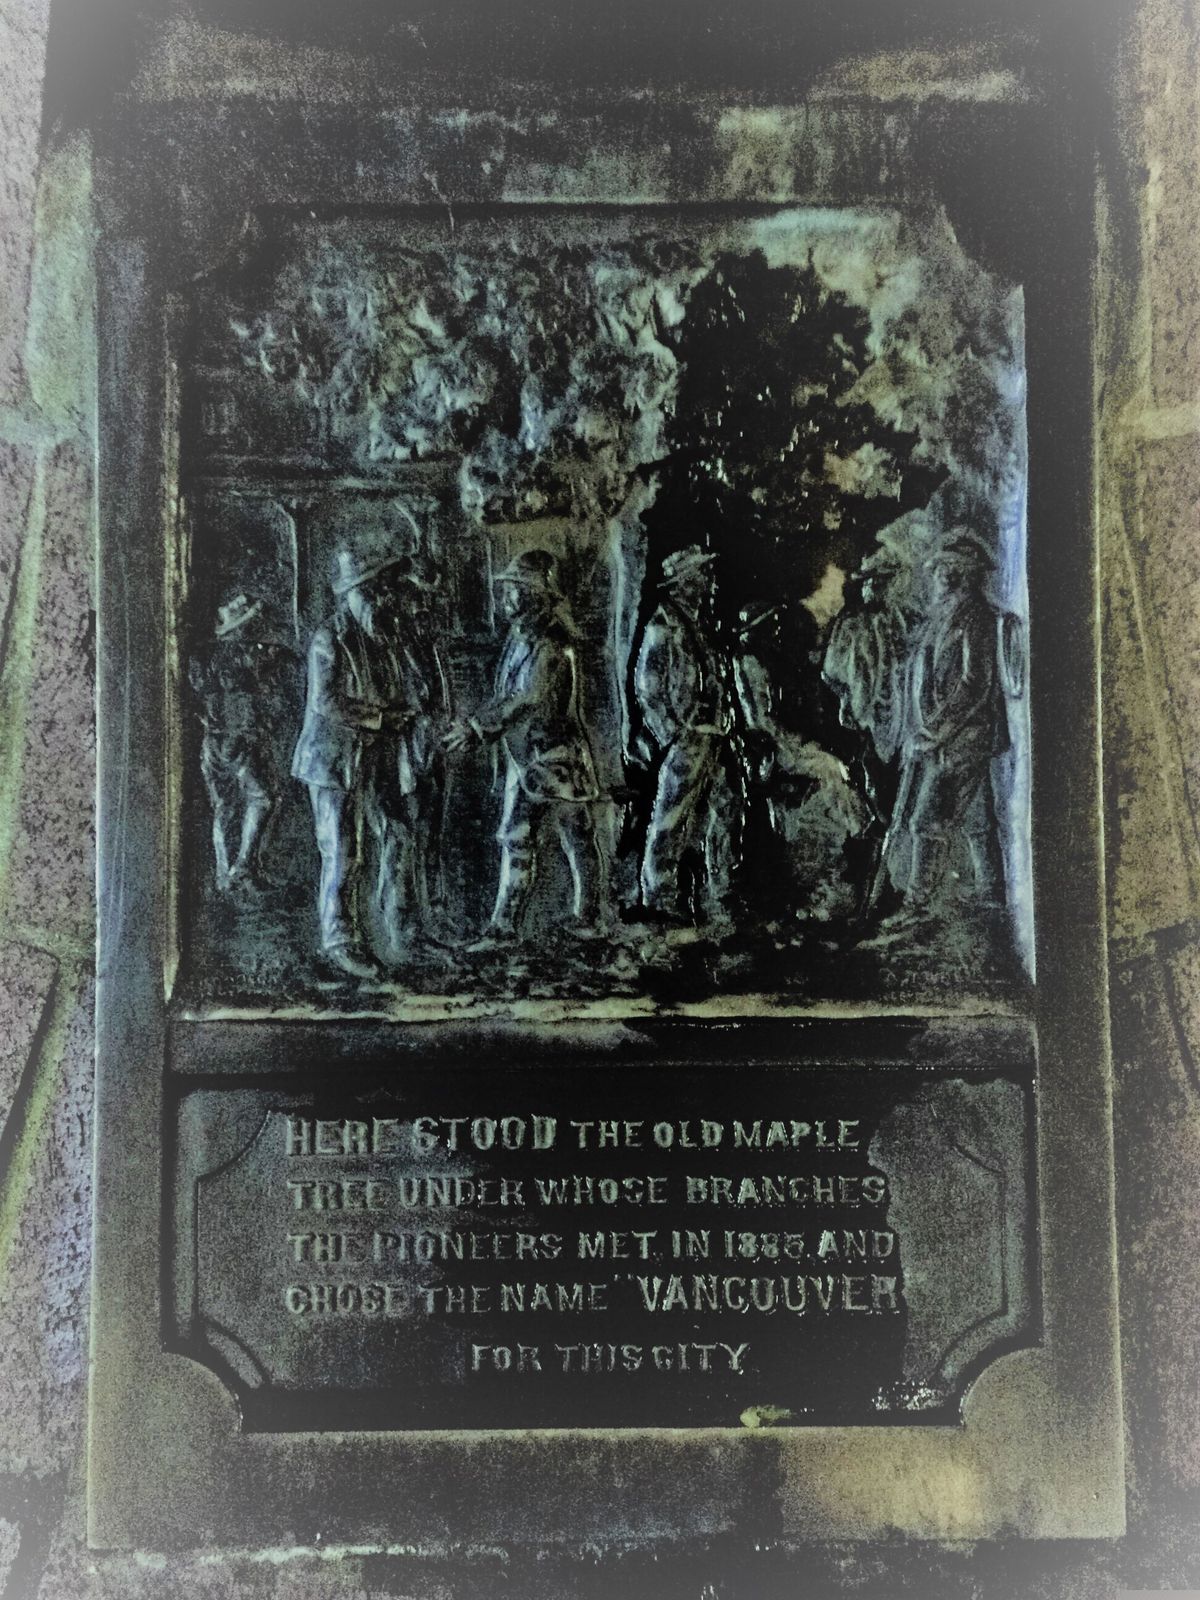 HERE STOOD THE OLD MAPLE
TREE UNDER WHOSE BRANCHES
THE PIONEERS MET IN 1885 AND
CHOSE THE NAME "VANCOUVER
FOR THIS CITY